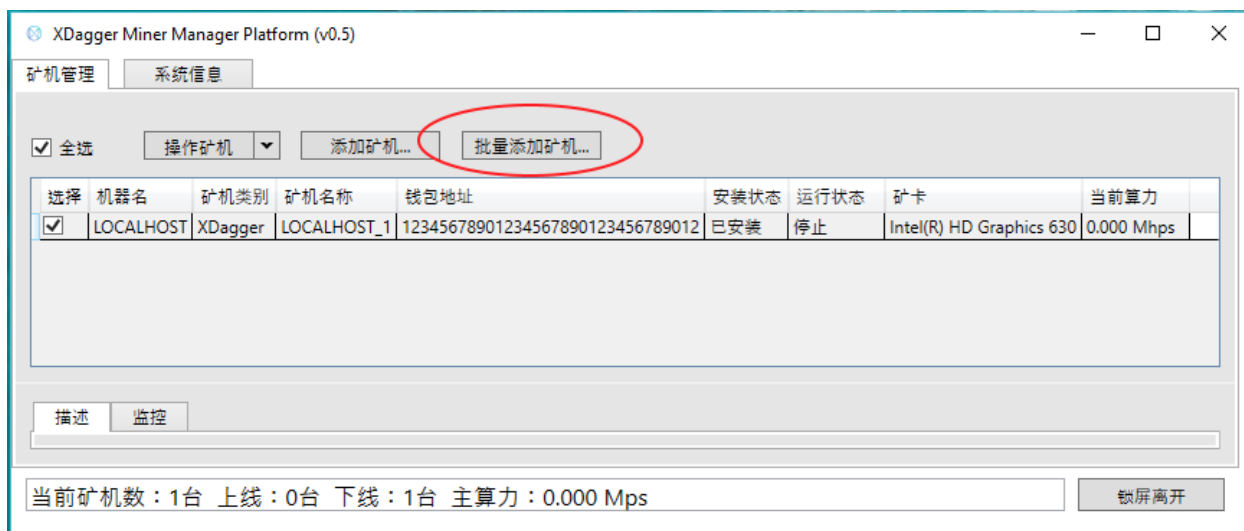 XDagger Miner Manager Platform (v0.5)
矿机管理 系统信息
全选 操作矿机 添加矿机... 批量添加矿机...
选择 机器名 矿机类别 矿机名称 钱包地址 安装状态 运行状态 矿卡 当前算力
LOCALHOST XDagger LOCALHOST_1 12345678901234567890123456789012 已安装 停止 Intel(R) HD Graphics 630 0.000 Mhps
描述 监控
当前矿机数：1台 上线：0台 下线：1台 主算力：0.000 Mps 锁屏离开